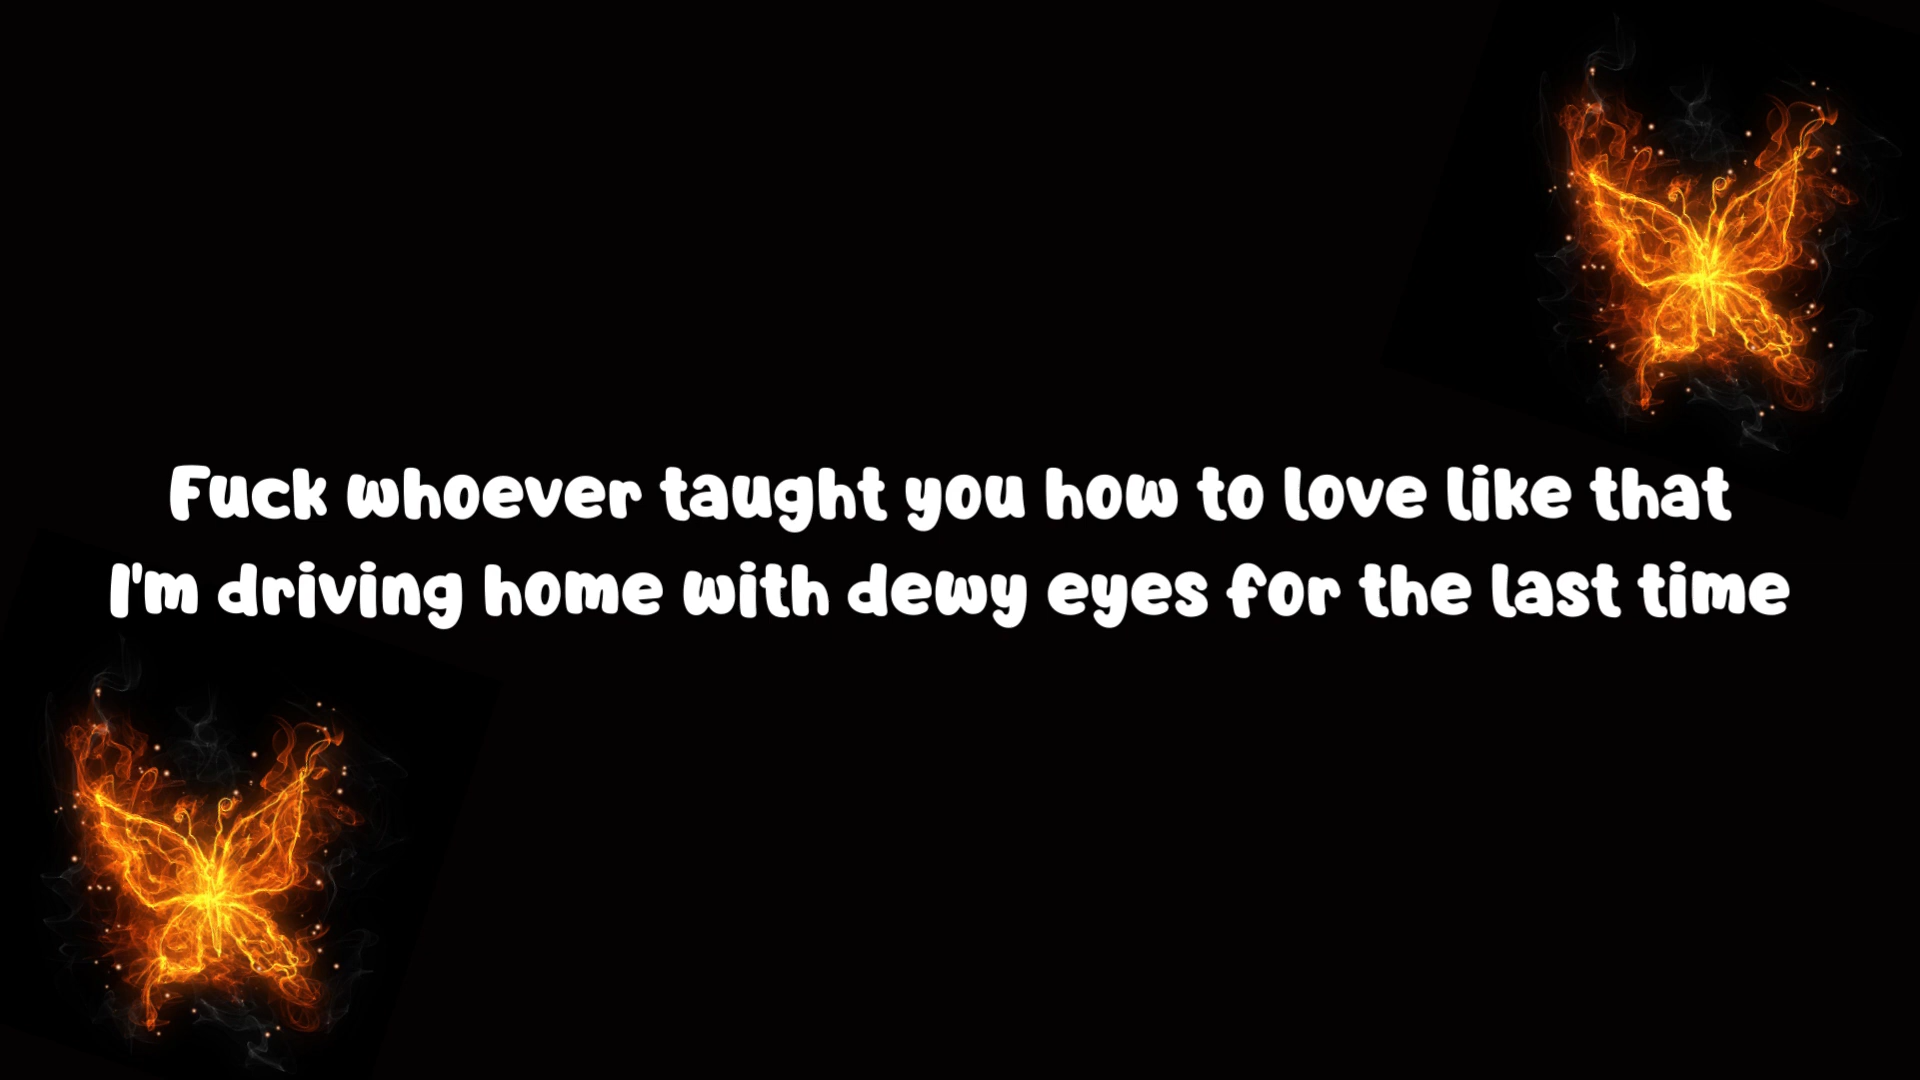 Fuck whoever taught you how to love like that
I'm driving home with dewy eyes for the last time